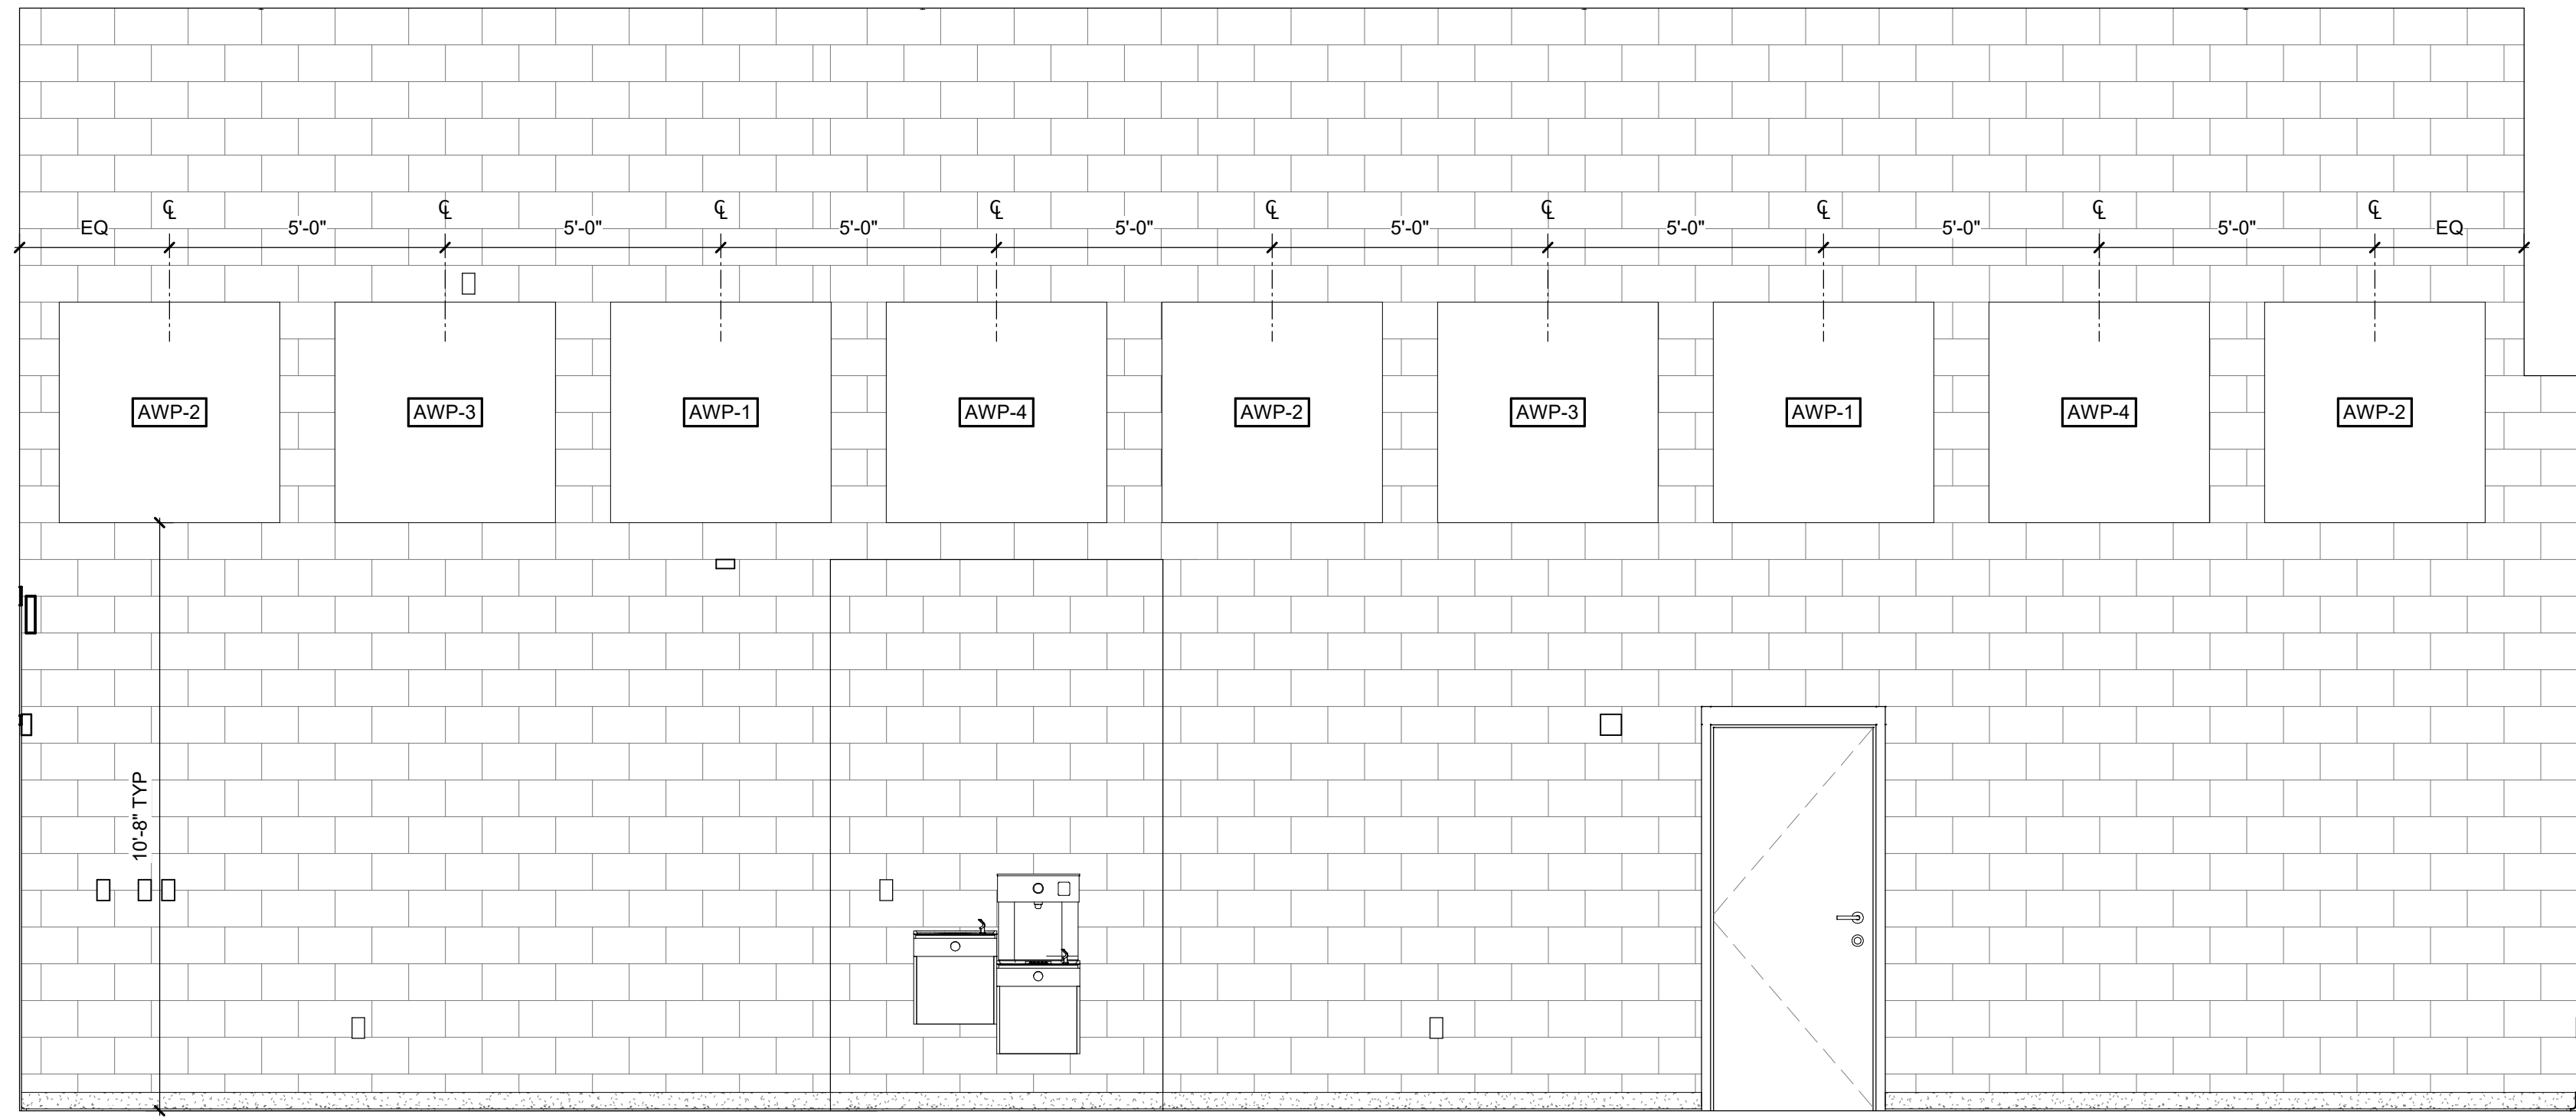 ℄ ℄ ℄ ℄ ℄ ℄ ℄ ℄ ℄
EQ 5'-0" 5'-0" 5'-0" 5'-0" 5'-0" 5'-0" 5'-0" 5'-0" EQ
AWP-2 AWP-3 AWP-1 AWP-4 AWP-2 AWP-3 AWP-1 AWP-4 AWP-2
10'-8" TYP